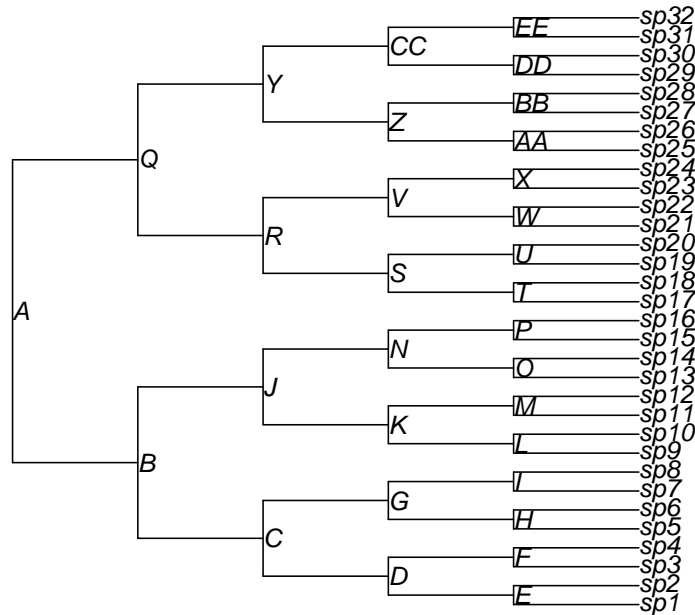 sp32
EE
sp31
CC
sp30
DD
sp29
Y
sp28
BB
sp27
Z
sp26
AA
sp25
Q
sp24
X
sp23
V
sp22
W
sp21
R
sp20
U
sp19
S
sp18
T
sp17
A
sp16
P
sp15
N
sp14
O
sp13
J
sp12
M
sp11
K
sp10
L
sp9
B
sp8
I
sp7
G
sp6
H
sp5
C
sp4
F
sp3
D
sp2
E
sp1